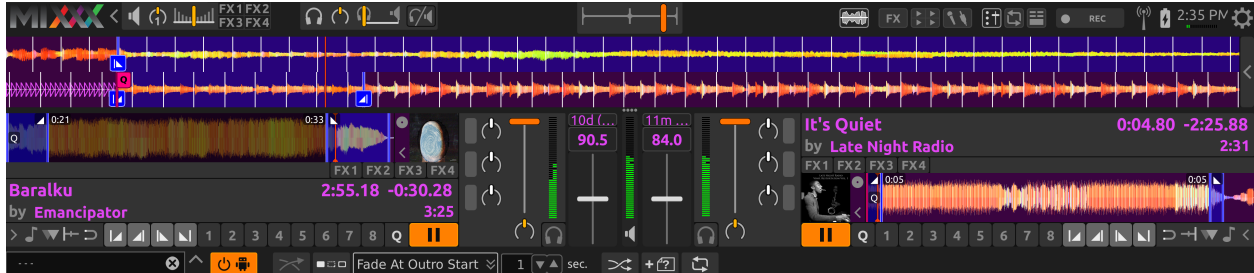 MIXXX
FX1 FX2
FX3 FX4
FX
REC
2:35 PM
Q
0:21
0:33
Q
FX1 FX2 FX3 FX4
Baralku
2:55.18 -0:30.28
by Emancipator
3:25
1 2 3 4 5 6 7 8 Q
10d (...
90.5
11m ...
84.0
It's Quiet
0:04.80 -2:25.88
by Late Night Radio
2:31
FX1 FX2 FX3 FX4
0:05
0:05
Q
Q 1 2 3 4 5 6 7 8
---
Fade At Outro Start
1
sec.